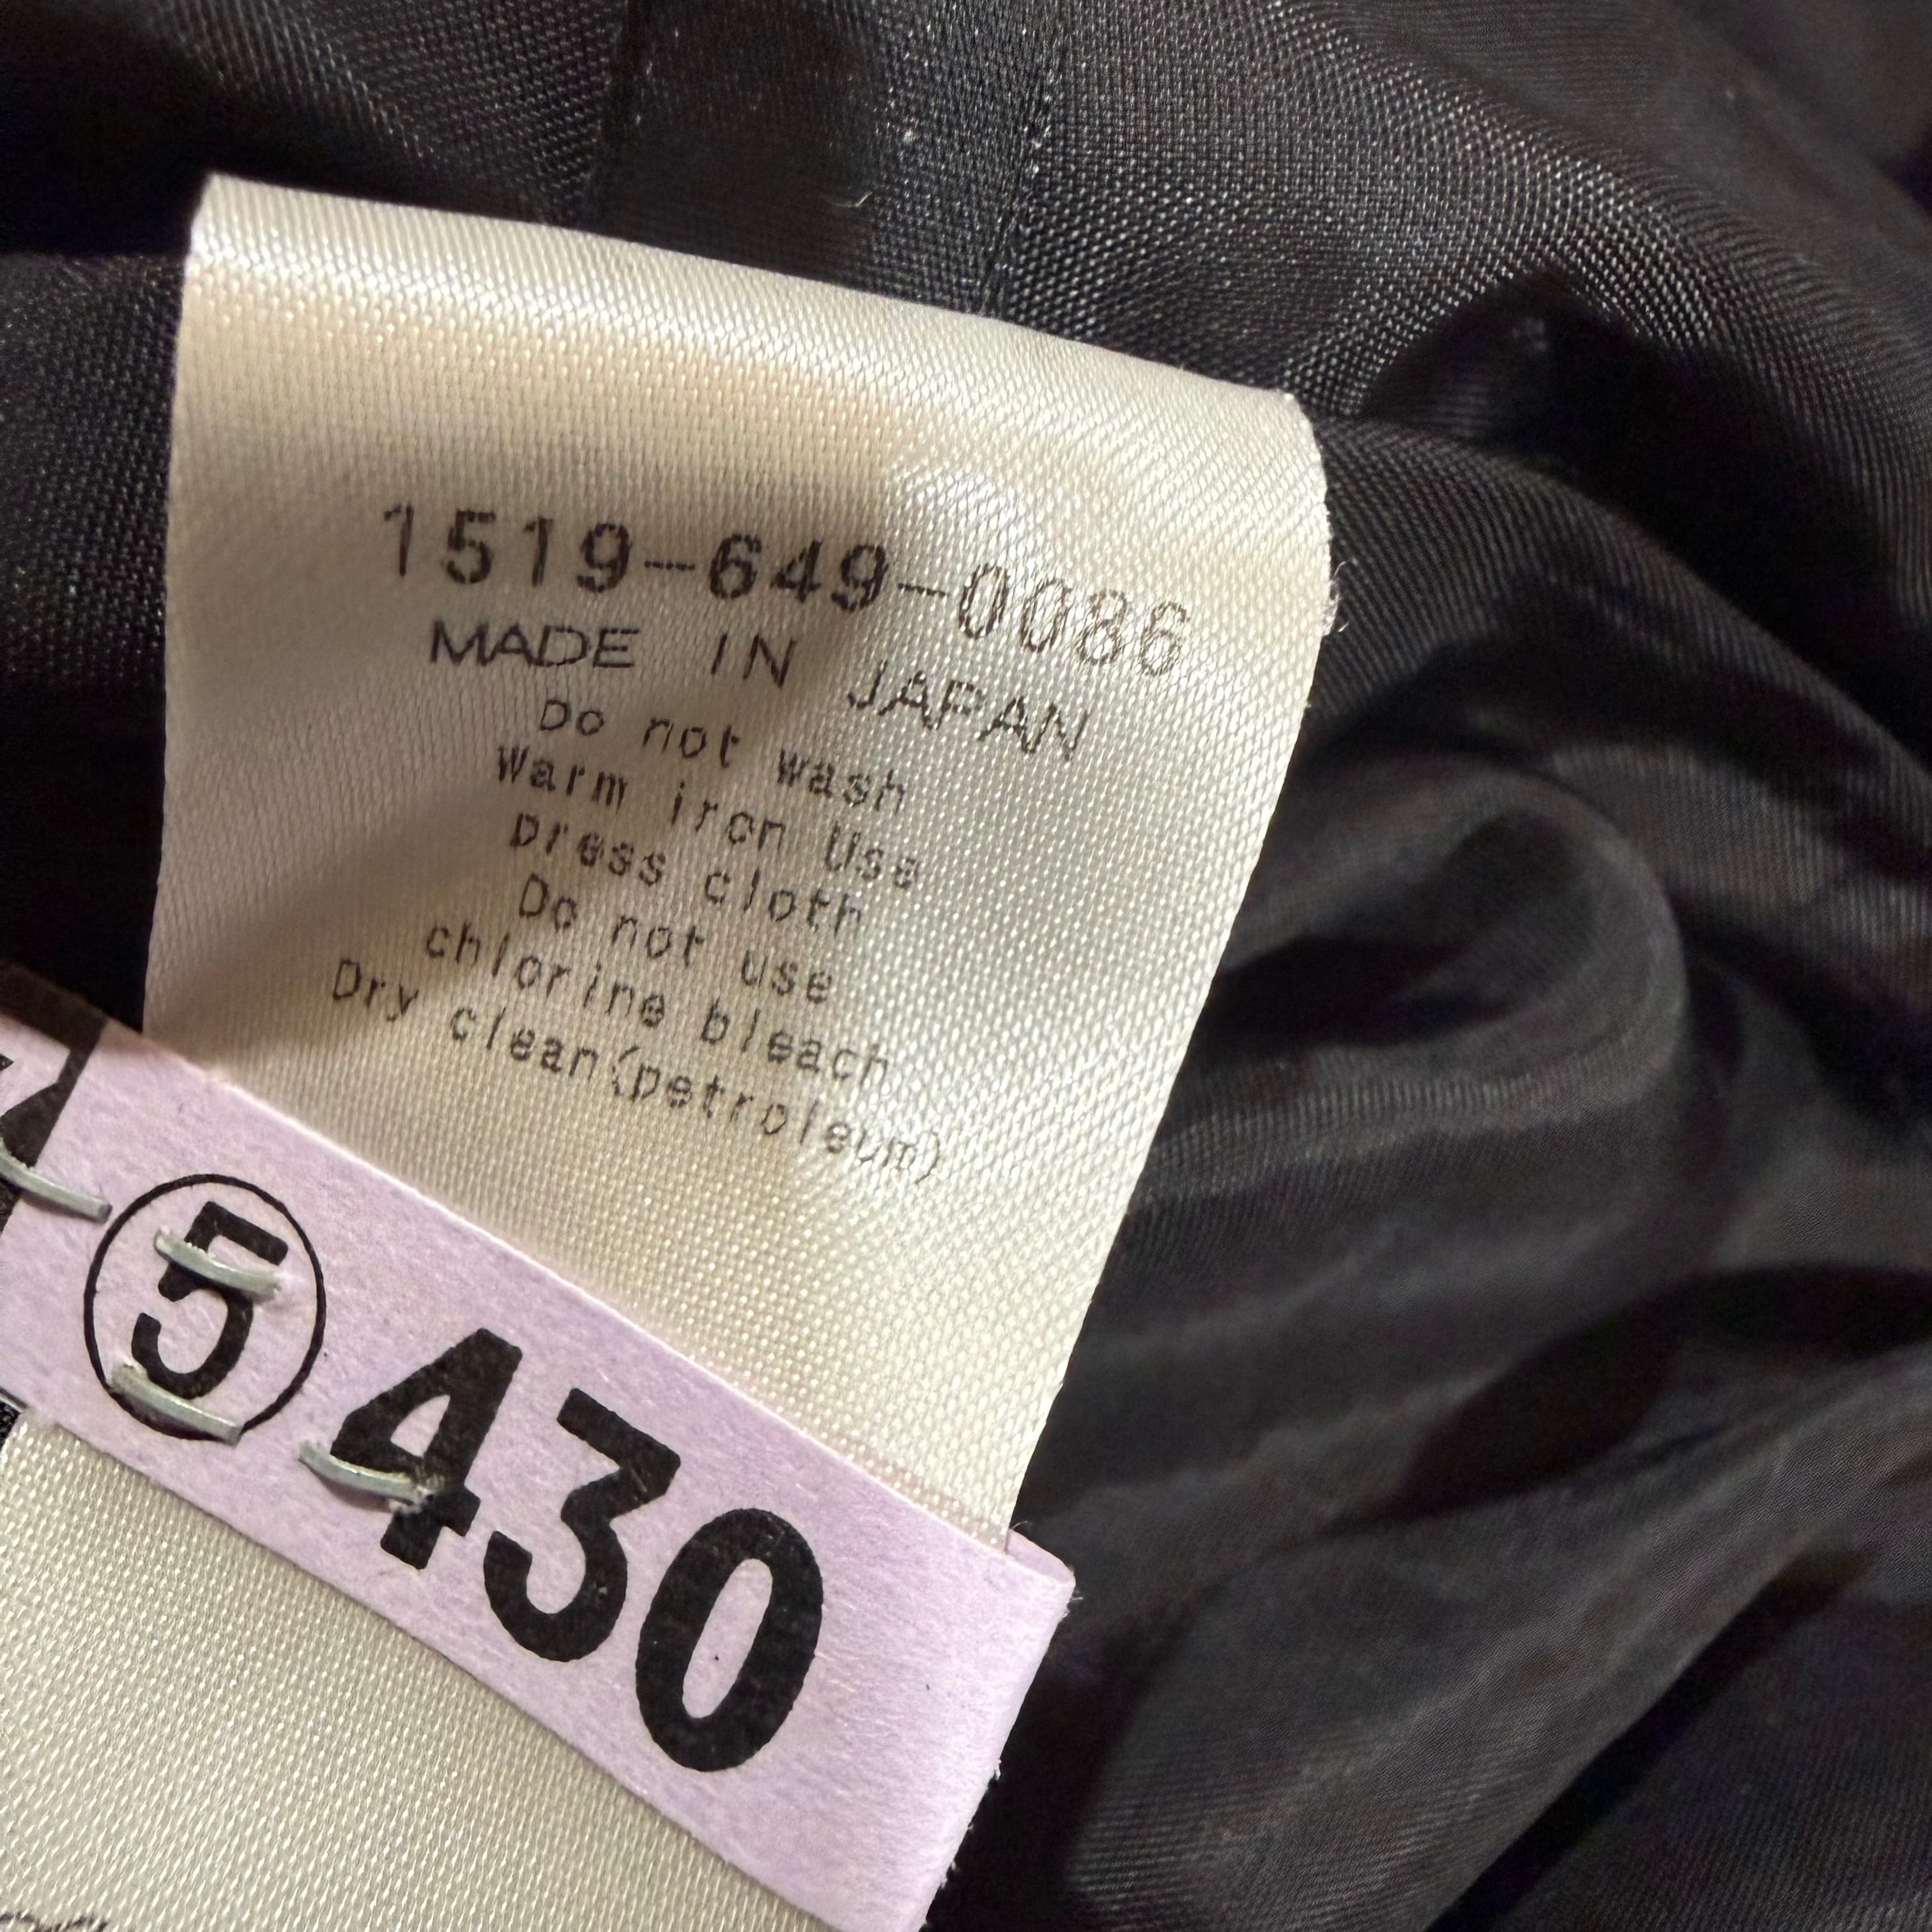 1519-649-0086
MADE IN JAPAN
Do not wash
Warm iron Use
press cloth
Do not use
chlorine bleach
Dry clean(petroleum)
⑤ 430